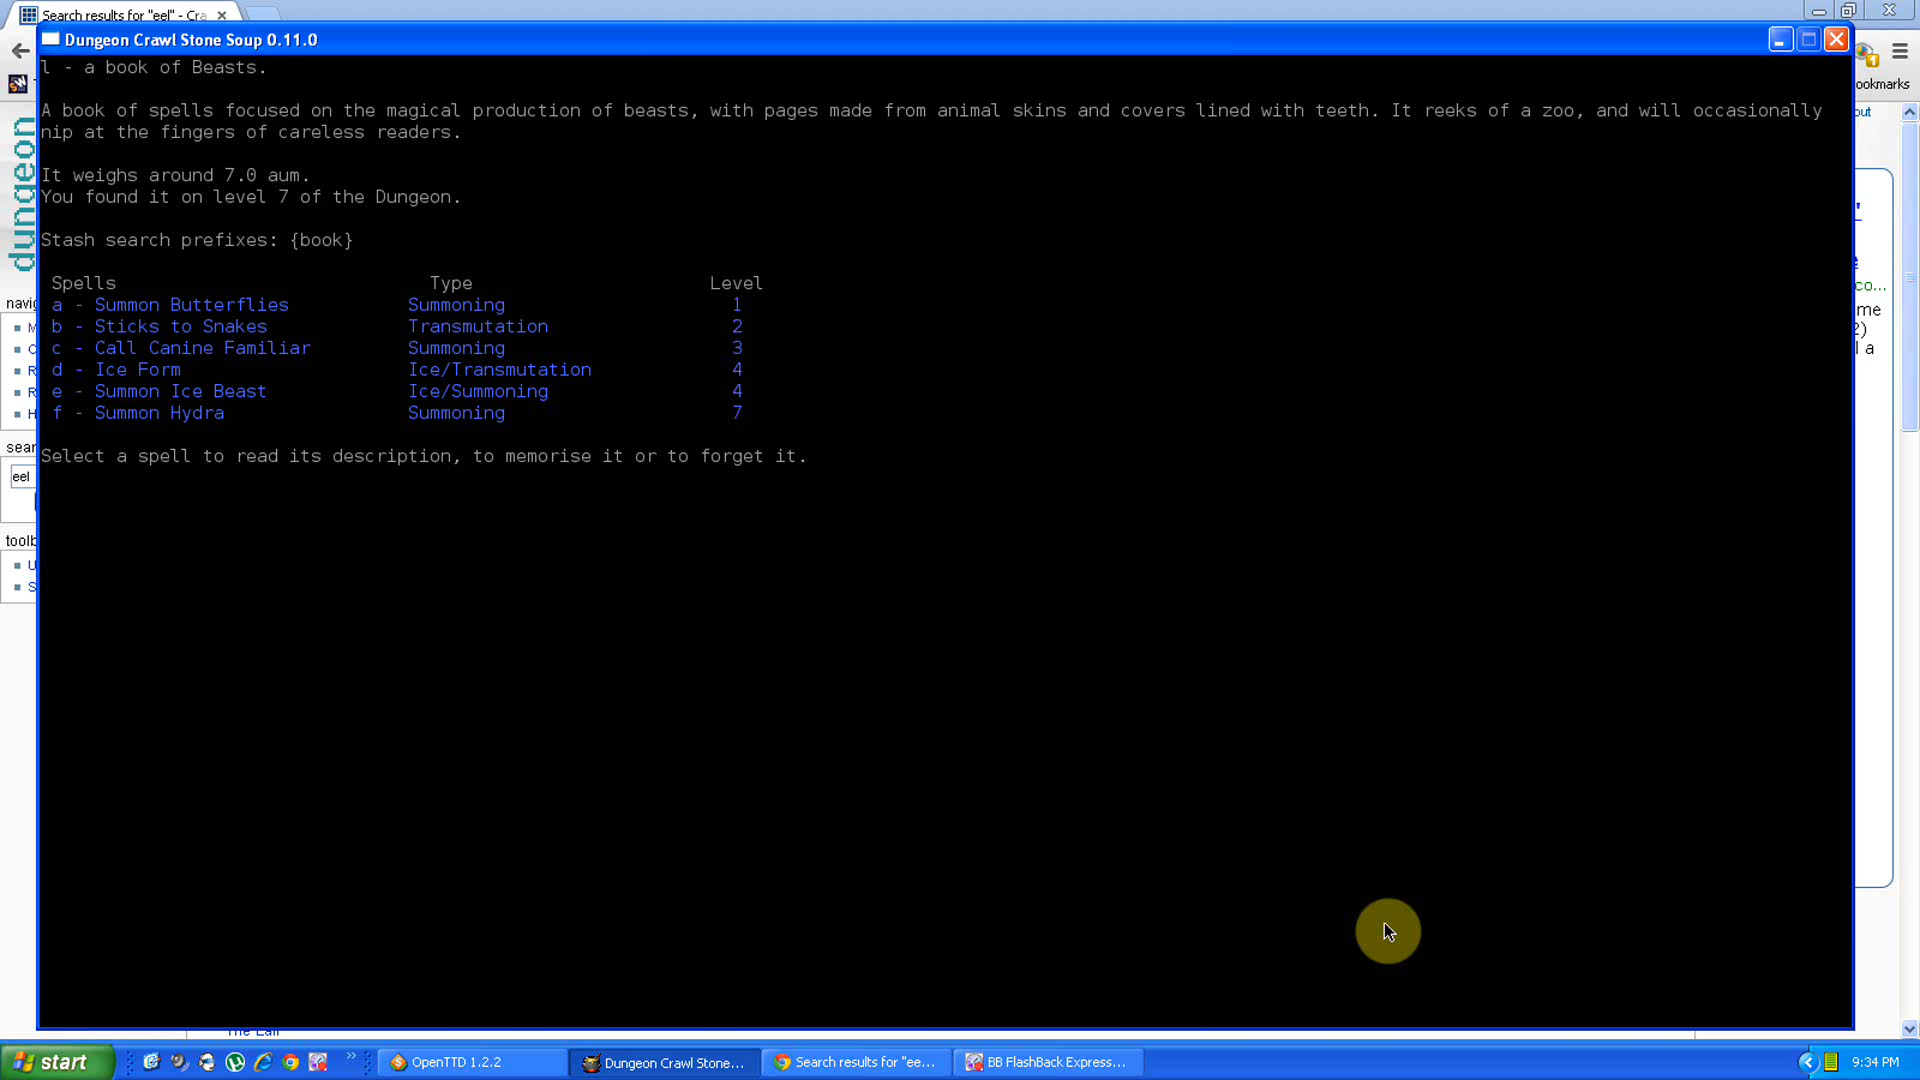 Search results for "eel" - Cra
Dungeon Crawl Stone Soup 0.11.0
l - a book of Beasts.
A book of spells focused on the magical production of beasts, with pages made from animal skins and covers lined with teeth. It reeks of a zoo, and will occasionally
nip at the fingers of careless readers.
It weighs around 7.0 aum.
You found it on level 7 of the Dungeon.
Stash search prefixes: {book}
Spells Type Level
a - Summon Butterflies Summoning 1
b - Sticks to Snakes Transmutation 2
c - Call Canine Familiar Summoning 3
d - Ice Form Ice/Transmutation 4
e - Summon Ice Beast Ice/Summoning 4
f - Summon Hydra Summoning 7
Select a spell to read its description, to memorise it or to forget it.
dungeon
navig
sear
eel
toolb
U
S
ookmarks
out
co...
me
2)
l a
start
OpenTTD 1.2.2
Dungeon Crawl Stone...
Search results for "ee...
BB FlashBack Express...
9:34 PM